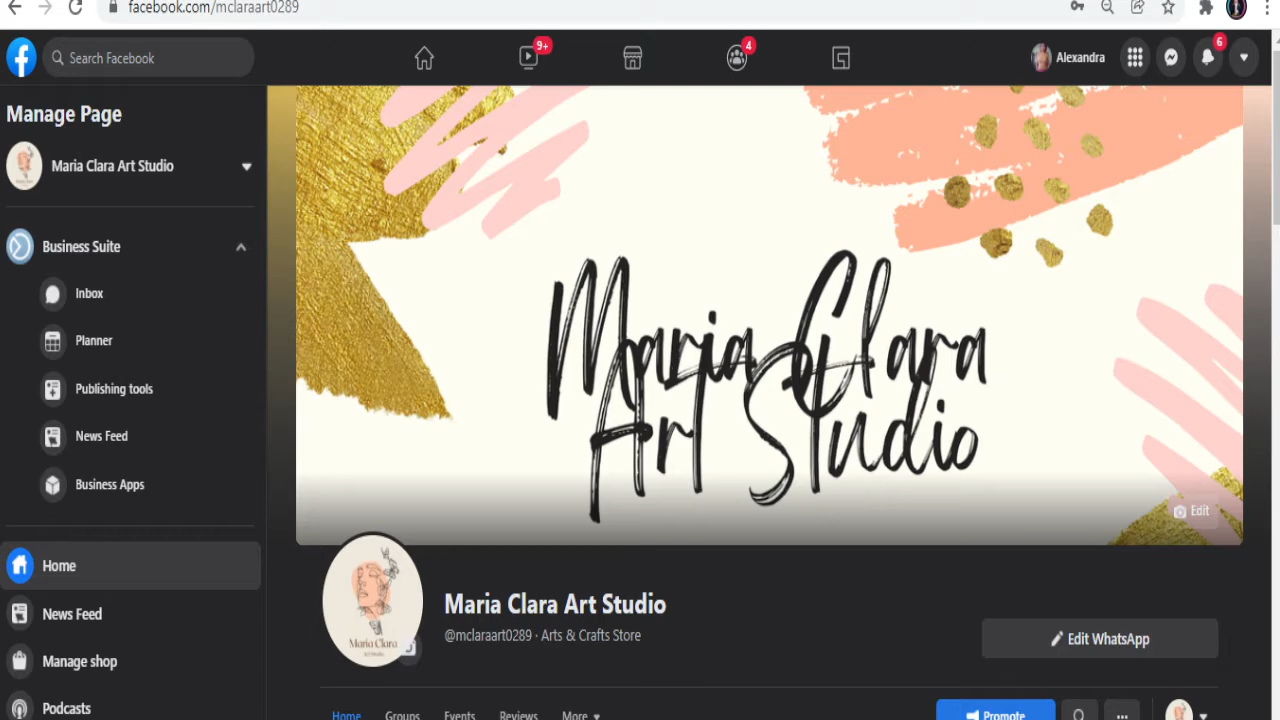 facebook.com/mclaraart0289
Search Facebook
9+
4
Alexandra
6
Manage Page
Maria Clara Art Studio
Business Suite
Inbox
Planner
Publishing tools
News Feed
Business Apps
Home
News Feed
Manage shop
Podcasts
Maria Clara
Art Studio
Edit
Maria Clara
Art Studio
Maria Clara Art Studio
@mclaraart0289 · Arts & Crafts Store
Edit WhatsApp
Home Groups Events Reviews More
Promote